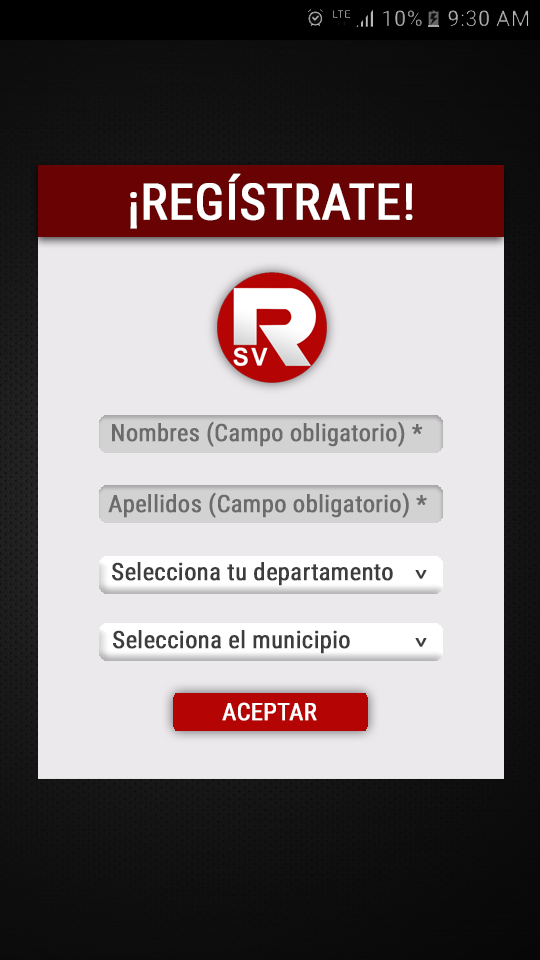 LTE 10% 9:30 AM
¡REGÍSTRATE!
R
SV
Nombres (Campo obligatorio) *
Apellidos (Campo obligatorio) *
Selecciona tu departamento
Selecciona el municipio
ACEPTAR